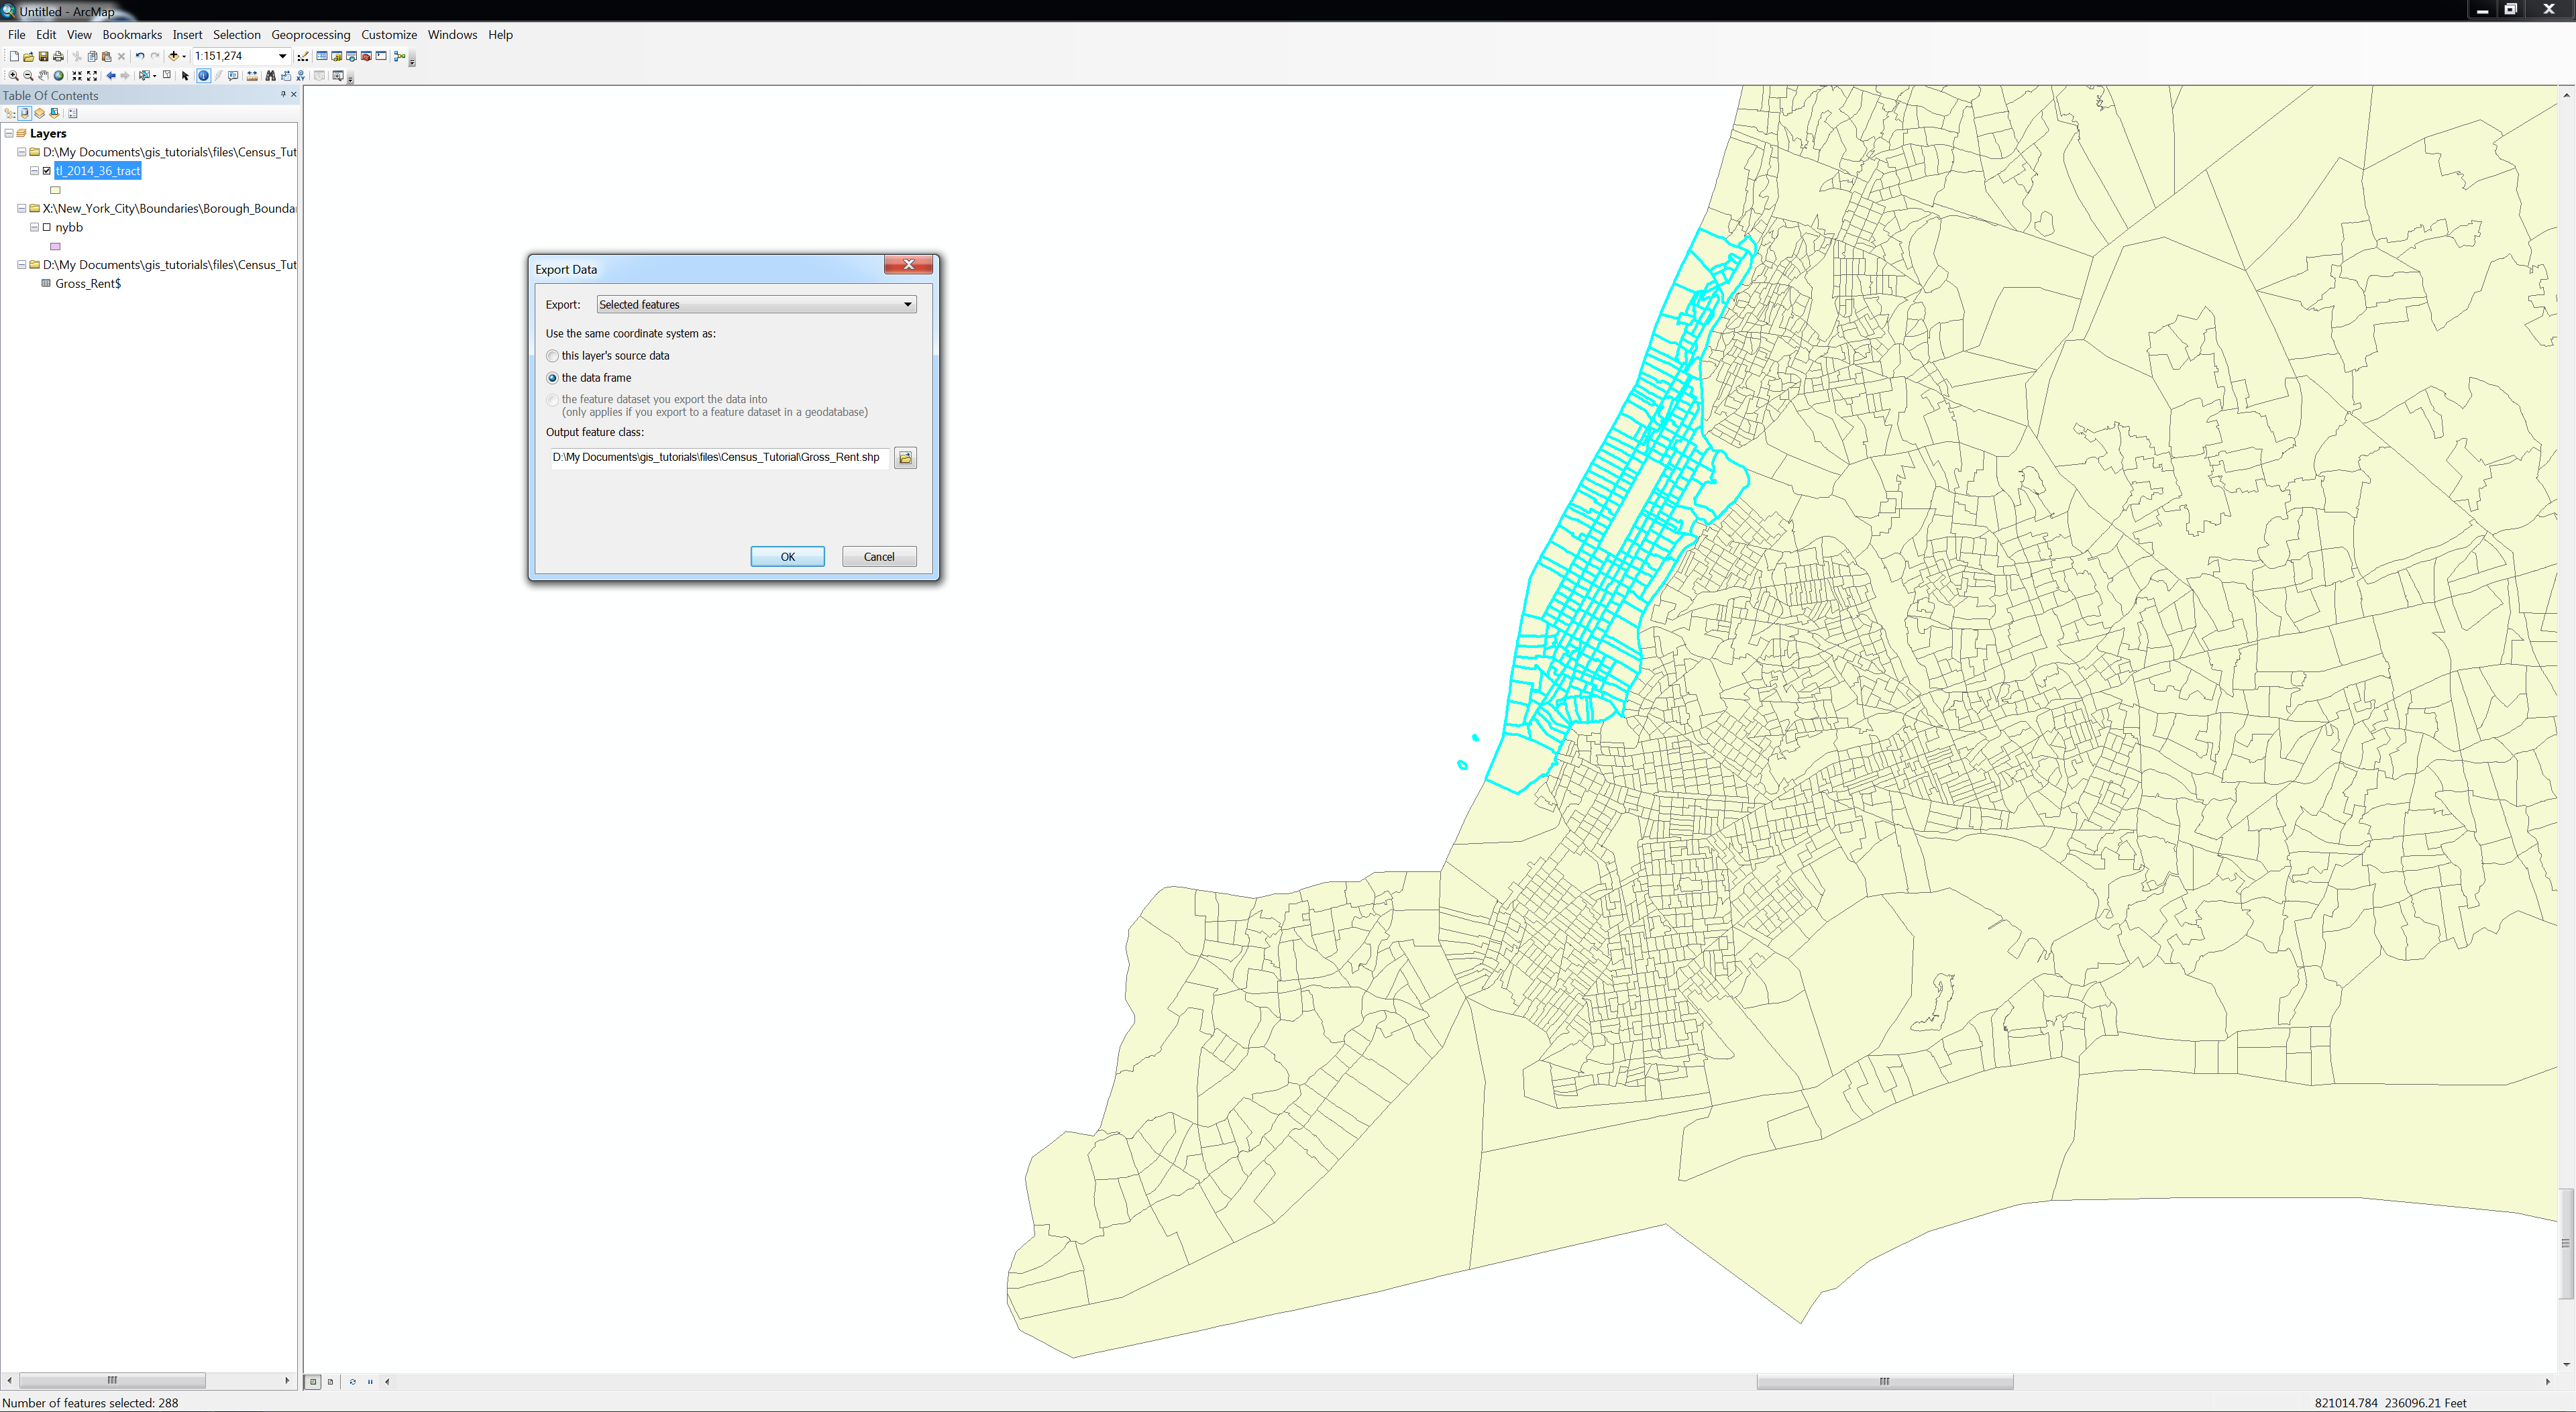 Untitled - ArcMap
File Edit View Bookmarks Insert Selection Geoprocessing Customize Windows Help
1:151,274
Table Of Contents
Layers
D:\My Documents\gis_tutorials\files\Census_Tut
tl_2014_36_tract
X:\New_York_City\Boundaries\Borough_Bounda
nybb
D:\My Documents\gis_tutorials\files\Census_Tut
Gross_Rent$
Export Data
Export: Selected features
Use the same coordinate system as:
this layer's source data
the data frame
the feature dataset you export the data into
(only applies if you export to a feature dataset in a geodatabase)
Output feature class:
D:\My Documents\gis_tutorials\files\Census_Tutorial\Gross_Rent.shp
OK Cancel
Number of features selected: 288
821014.784 236096.21 Feet